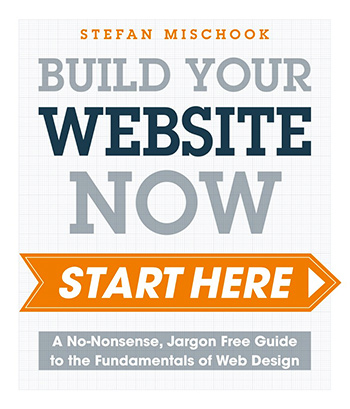 STEFAN MISCHOOK
BUILD YOUR
WEBSITE
NOW
START HERE
A No-Nonsense, Jargon Free Guide
to the Fundamentals of Web Design